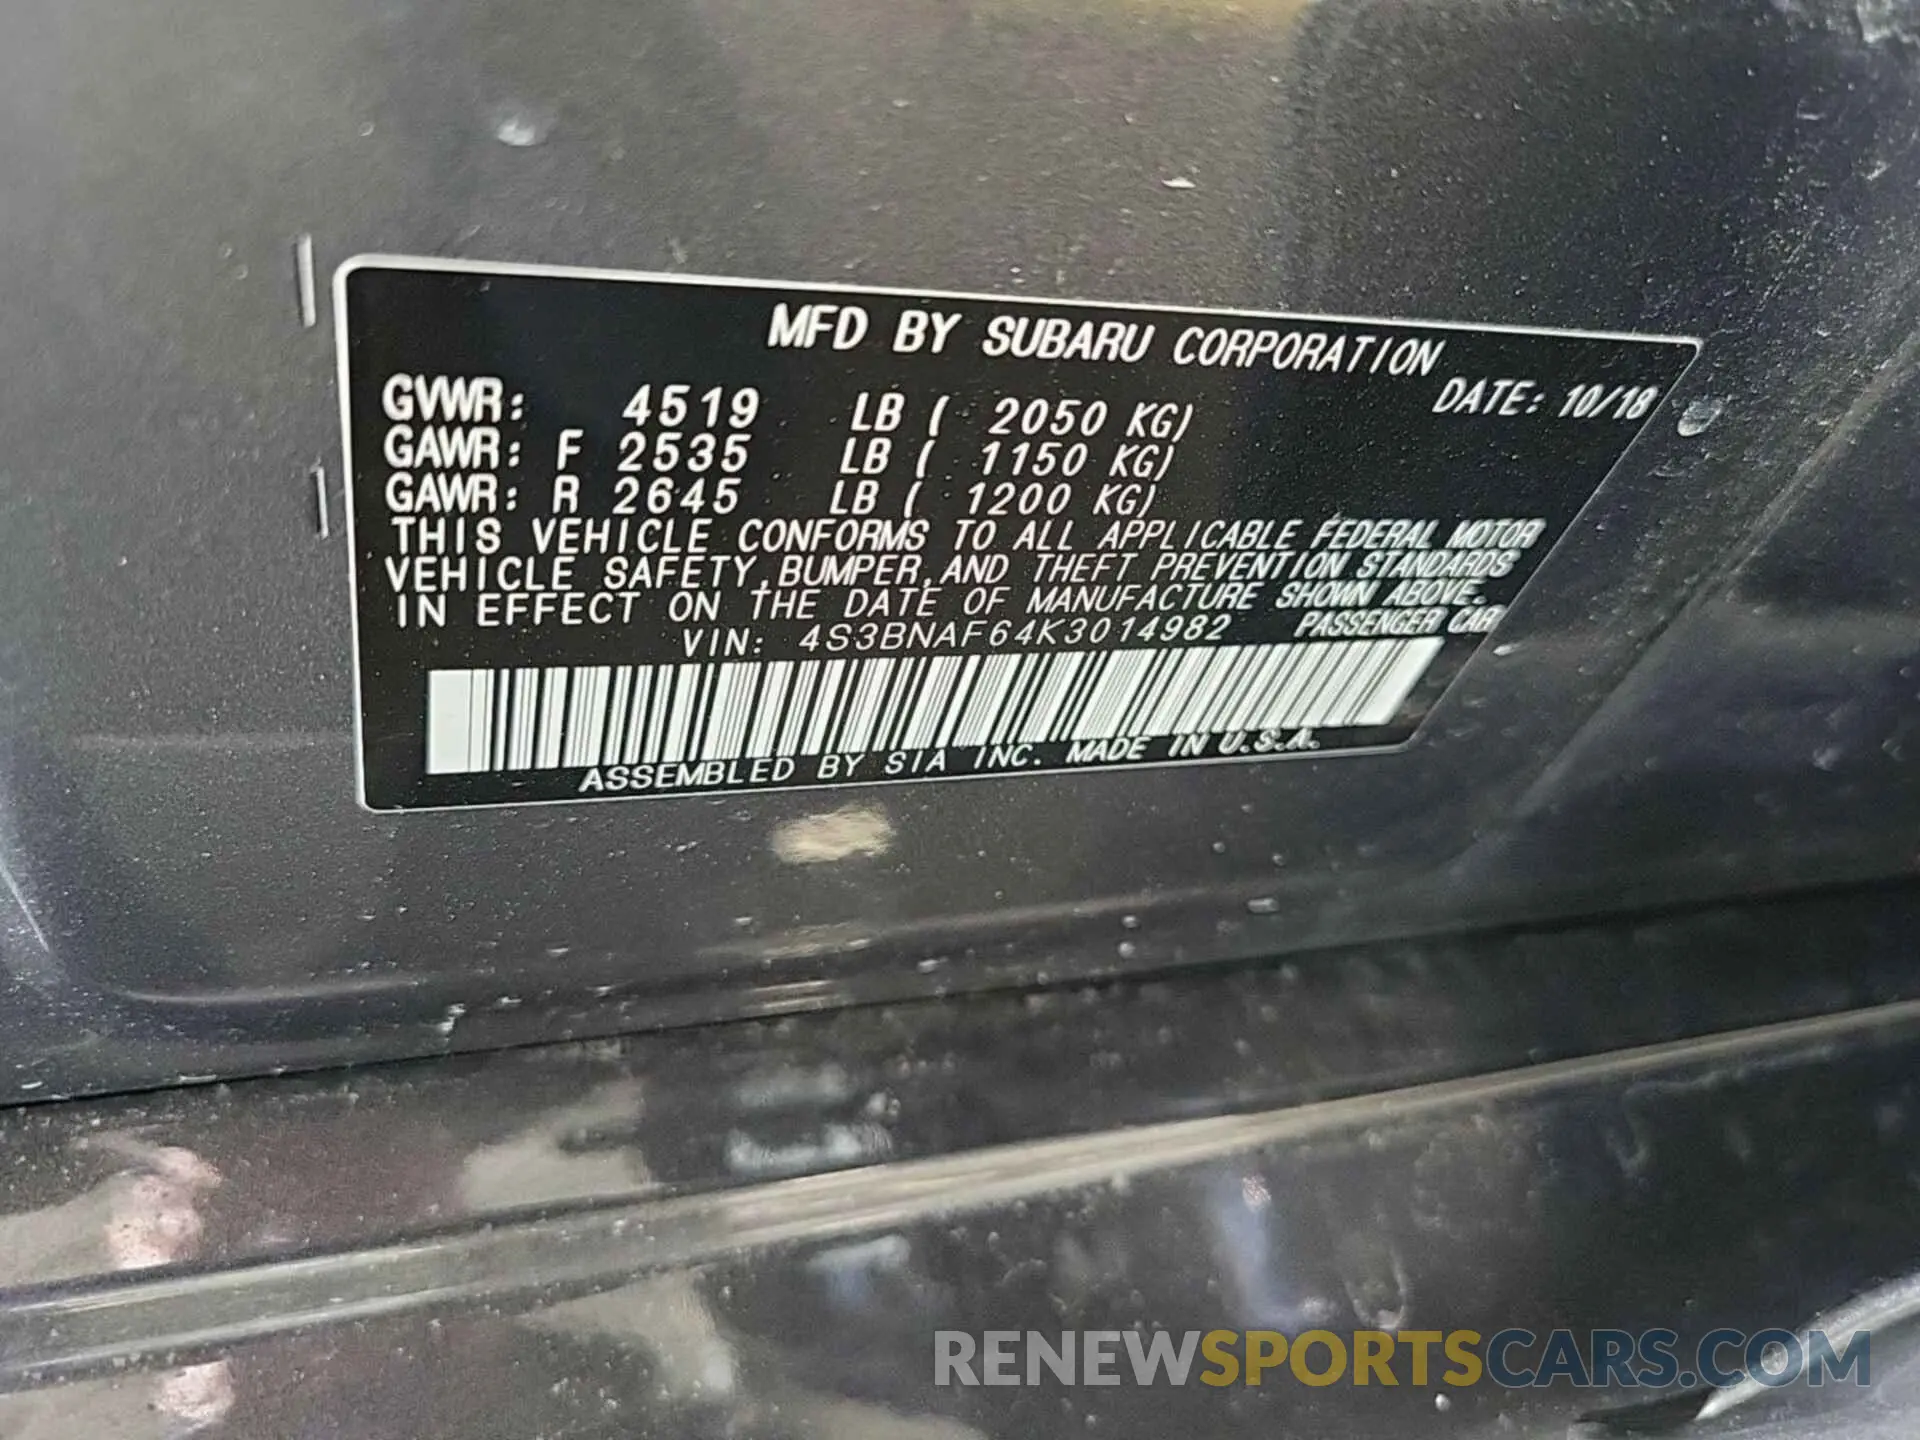 MFD BY SUBARU CORPORATION
DATE: 10/18
GVWR: 4519 LB ( 2050 KG)
GAWR: F 2535 LB ( 1150 KG)
GAWR: R 2645 LB ( 1200 KG)
THIS VEHICLE CONFORMS TO ALL APPLICABLE FEDERAL MOTOR
VEHICLE SAFETY, BUMPER, AND THEFT PREVENTION STANDARDS
IN EFFECT ON THE DATE OF MANUFACTURE SHOWN ABOVE.
VIN: 4S3BNAF64K3014982 PASSENGER CAR
ASSEMBLED BY SIA INC. MADE IN U.S.A.
RENEWSPORTSCARS.COM